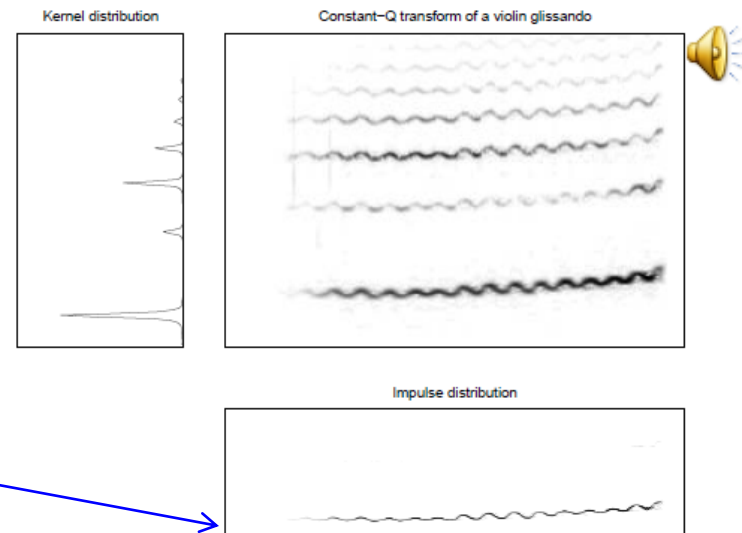 Kernel distribution
Constant-Q transform of a violin glissando
Impulse distribution